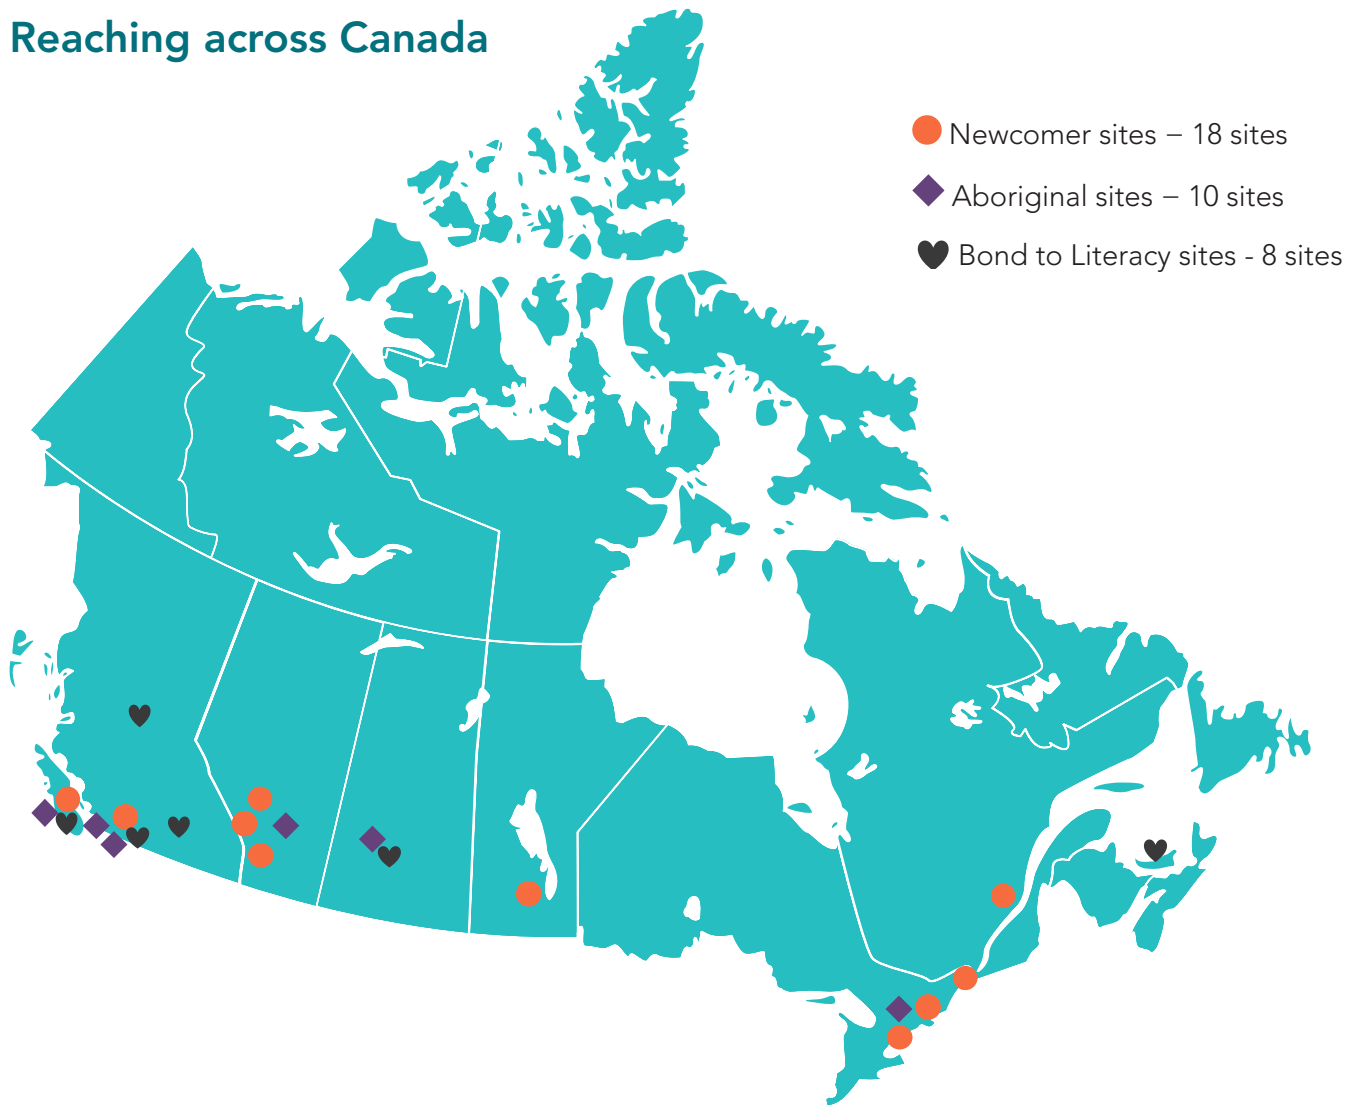 Reaching across Canada
Newcomer sites – 18 sites
Aboriginal sites – 10 sites
Bond to Literacy sites - 8 sites